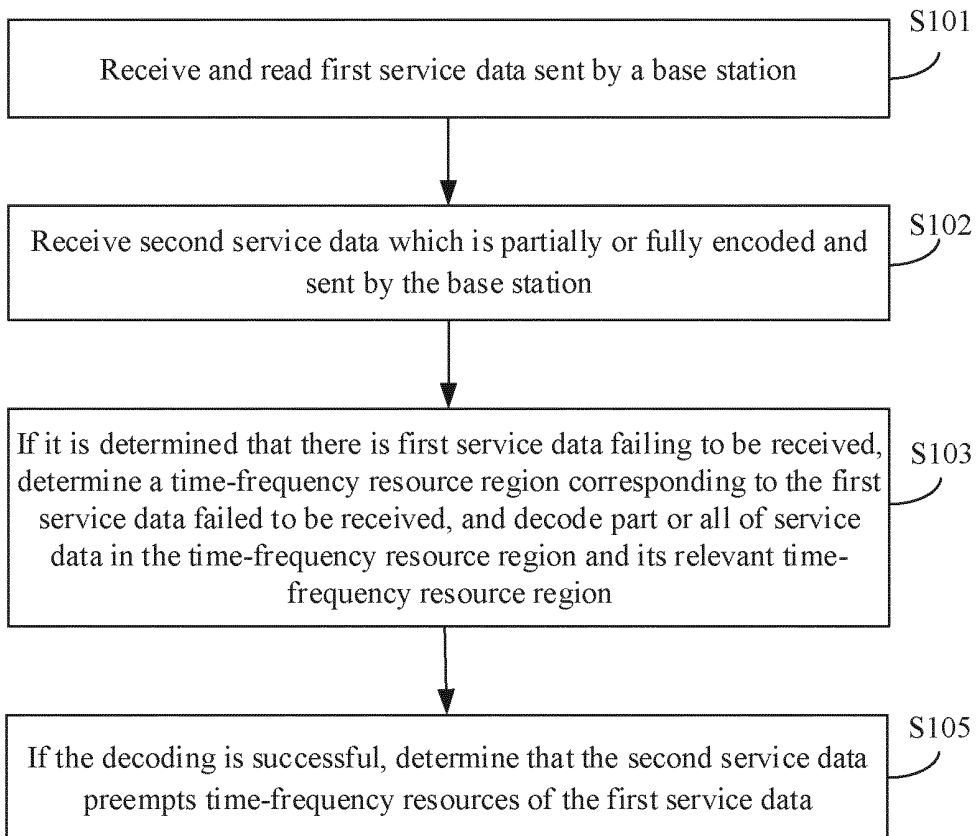 S101
Receive and read first service data sent by a base station
S102
Receive second service data which is partially or fully encoded and
sent by the base station
If it is determined that there is first service data failing to be received,
determine a time-frequency resource region corresponding to the first
S103
service data failed to be received, and decode part or all of service
data in the time-frequency resource region and its relevant time-
frequency resource region
S105
If the decoding is successful, determine that the second service data
preempts time-frequency resources of the first service data